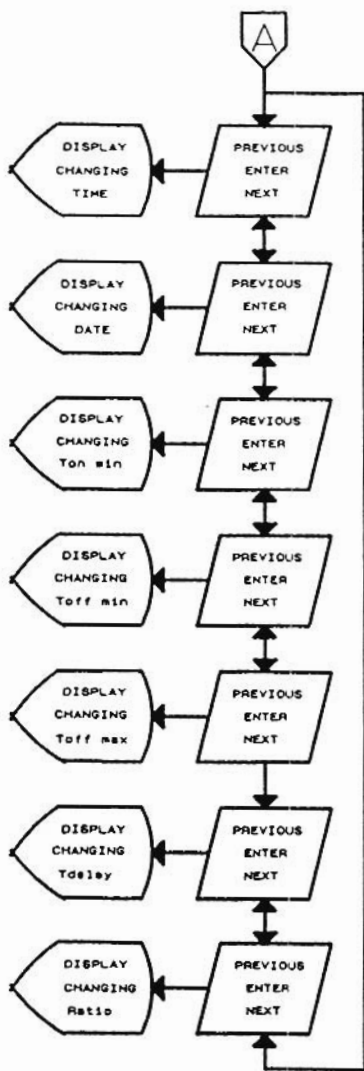 A
DISPLAY
CHANGING
TIME
PREVIOUS
ENTER
NEXT
DISPLAY
CHANGING
DATE
PREVIOUS
ENTER
NEXT
DISPLAY
CHANGING
Ton min
PREVIOUS
ENTER
NEXT
DISPLAY
CHANGING
Toff min
PREVIOUS
ENTER
NEXT
DISPLAY
CHANGING
Toff max
PREVIOUS
ENTER
NEXT
DISPLAY
CHANGING
Tdelay
PREVIOUS
ENTER
NEXT
DISPLAY
CHANGING
Ratio
PREVIOUS
ENTER
NEXT